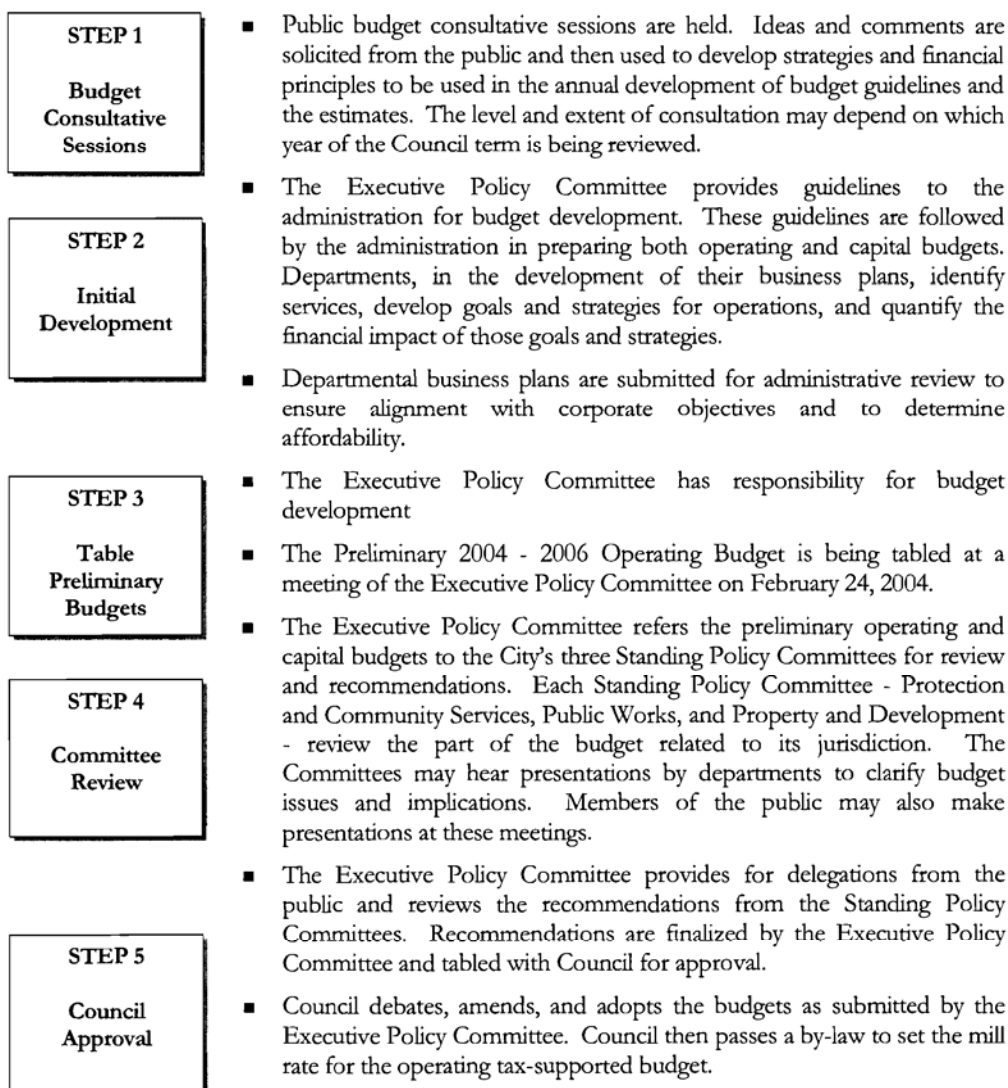 STEP 1
Budget
Consultative
Sessions
■ Public budget consultative sessions are held. Ideas and comments are
solicited from the public and then used to develop strategies and financial
principles to be used in the annual development of budget guidelines and
the estimates. The level and extent of consultation may depend on which
year of the Council term is being reviewed.
STEP 2
Initial
Development
■ The Executive Policy Committee provides guidelines to the
administration for budget development. These guidelines are followed
by the administration in preparing both operating and capital budgets.
Departments, in the development of their business plans, identify
services, develop goals and strategies for operations, and quantify the
financial impact of those goals and strategies.
■ Departmental business plans are submitted for administrative review to
ensure alignment with corporate objectives and to determine
affordability.
STEP 3
Table
Preliminary
Budgets
■ The Executive Policy Committee has responsibility for budget
development
■ The Preliminary 2004 - 2006 Operating Budget is being tabled at a
meeting of the Executive Policy Committee on February 24, 2004.
■ The Executive Policy Committee refers the preliminary operating and
capital budgets to the City's three Standing Policy Committees for review
and recommendations. Each Standing Policy Committee - Protection
and Community Services, Public Works, and Property and Development
- review the part of the budget related to its jurisdiction. The
Committees may hear presentations by departments to clarify budget
issues and implications. Members of the public may also make
presentations at these meetings.
STEP 4
Committee
Review
■ The Executive Policy Committee provides for delegations from the
public and reviews the recommendations from the Standing Policy
Committees. Recommendations are finalized by the Executive Policy
Committee and tabled with Council for approval.
STEP 5
Council
Approval
■ Council debates, amends, and adopts the budgets as submitted by the
Executive Policy Committee. Council then passes a by-law to set the mill
rate for the operating tax-supported budget.